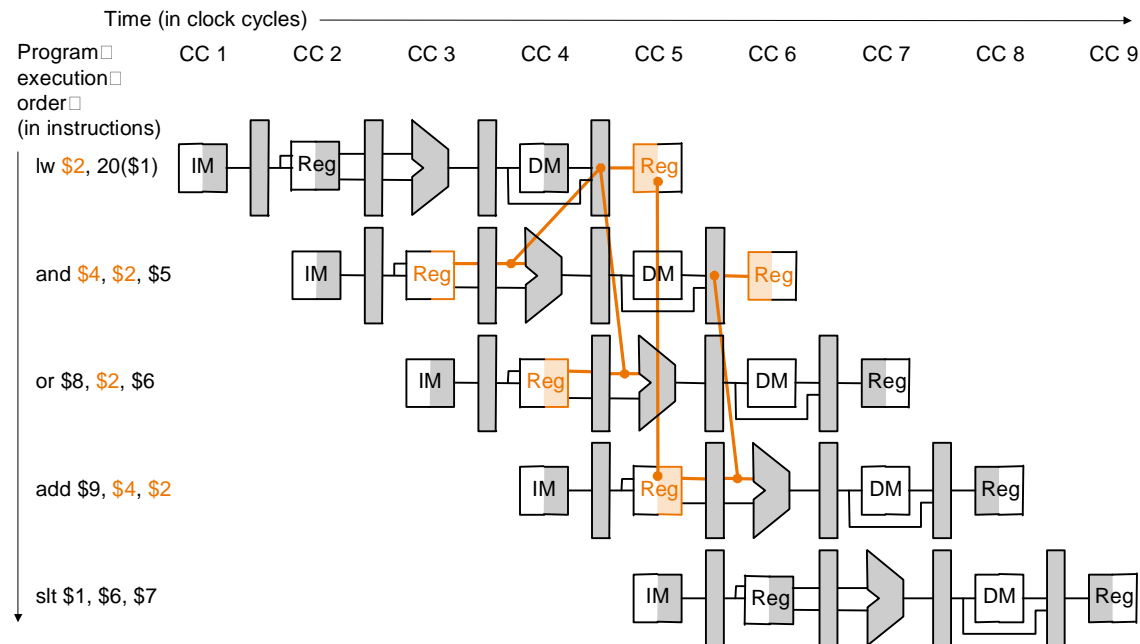 Time (in clock cycles)
Program
execution
order
(in instructions)
CC 1 CC 2 CC 3 CC 4 CC 5 CC 6 CC 7 CC 8 CC 9
lw $2, 20($1)
IM Reg DM Reg
and $4, $2, $5
IM Reg DM Reg
or $8, $2, $6
IM Reg DM Reg
add $9, $4, $2
IM Reg DM Reg
slt $1, $6, $7
IM Reg DM Reg